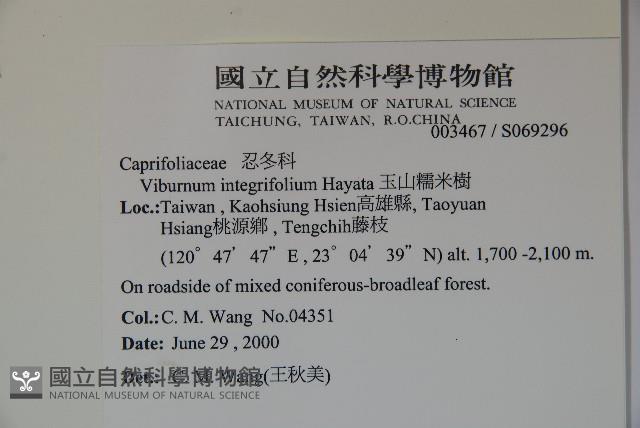 國立自然科學博物館
NATIONAL MUSEUM OF NATURAL SCIENCE
TAICHUNG, TAIWAN, R.O.CHINA
003467 / S069296
Caprifoliaceae 忍冬科
Viburnum integrifolium Hayata 玉山糯米樹
Loc.:Taiwan , Kaohsiung Hsien高雄縣, Taoyuan
Hsiang桃源鄉 , Tengchih藤枝
(120° 47’ 47” E , 23° 04’ 39” N) alt. 1,700 -2,100 m.
On roadside of mixed coniferous-broadleaf forest.
Col.:C. M. Wang No.04351
Date: June 29 , 2000
Det.: C. M. Wang(王秋美)
國立自然科學博物館
NATIONAL MUSEUM OF NATURAL SCIENCE